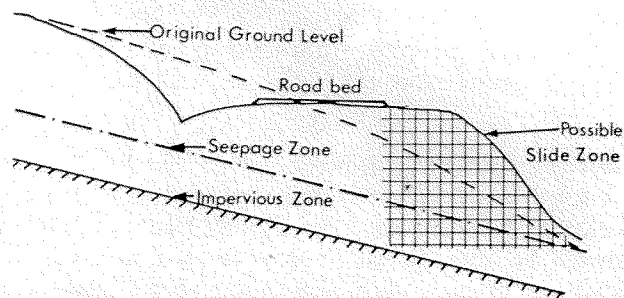 Original Ground Level
Road bed
Possible
Slide Zone
Seepage Zone
Impervious Zone